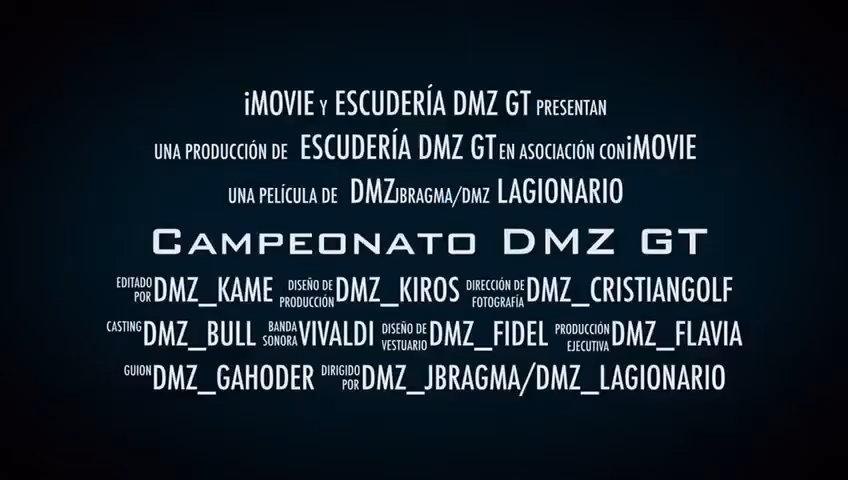 iMOVIE Y ESCUDERÍA DMZ GT PRESENTAN
UNA PRODUCCIÓN DE ESCUDERÍA DMZ GT EN ASOCIACIÓN CON iMOVIE
UNA PELÍCULA DE DMZJBRAGMA/DMZ LAGIONARIO
CAMPEONATO DMZ GT
EDITADO POR DMZ_KAME DISEÑO DE PRODUCCIÓN DMZ_KIROS DIRECCIÓN DE FOTOGRAFÍA DMZ_CRISTIANGOLF
CASTING DMZ_BULL BANDA SONORA VIVALDI DISEÑO DE VESTUARIO DMZ_FIDEL PRODUCCIÓN EJECUTIVA DMZ_FLAVIA
GUION DMZ_GAHODER DIRIGIDO POR DMZ_JBRAGMA/DMZ_LAGIONARIO